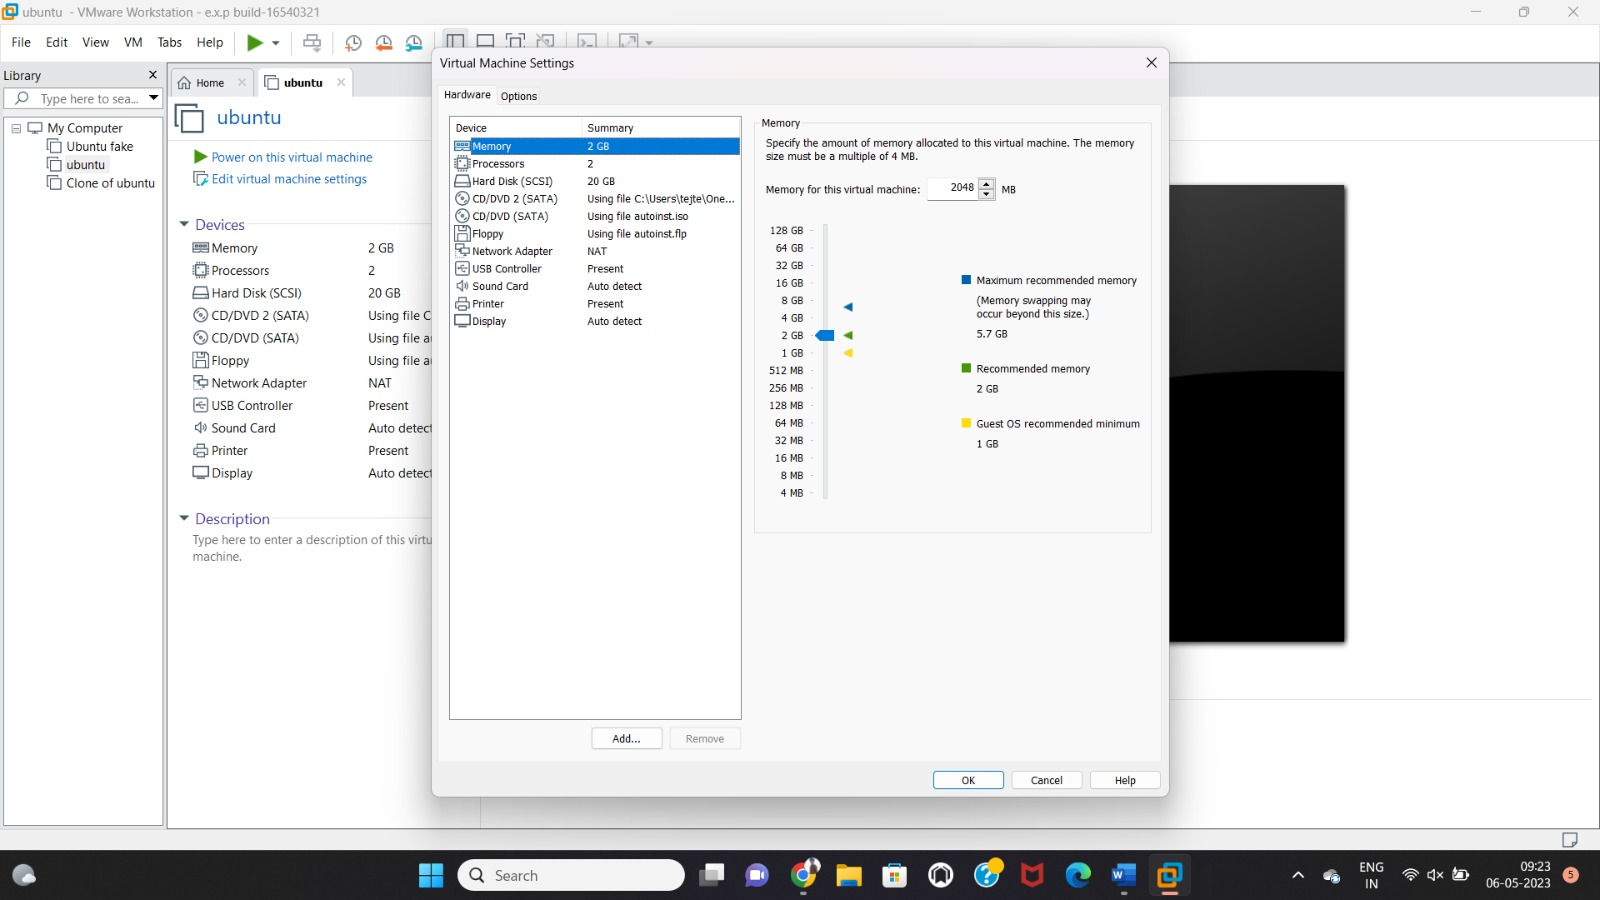 ubuntu - VMware Workstation - e.x.p build-16540321
File Edit View VM Tabs Help
Library
Type here to sea...
My Computer
Ubuntu fake
ubuntu
Clone of ubuntu
Home ubuntu
ubuntu
Power on this virtual machine
Edit virtual machine settings
Devices
Memory 2 GB
Processors 2
Hard Disk (SCSI) 20 GB
CD/DVD 2 (SATA) Using file C
CD/DVD (SATA) Using file a
Floppy Using file a
Network Adapter NAT
USB Controller Present
Sound Card Auto detect
Printer Present
Display Auto detect
Description
Type here to enter a description of this virtu
machine.
Virtual Machine Settings
Hardware Options
Device Summary
Memory 2 GB
Processors 2
Hard Disk (SCSI) 20 GB
CD/DVD 2 (SATA) Using file C:\Users\tejte\One...
CD/DVD (SATA) Using file autoinst.iso
Floppy Using file autoinst.flp
Network Adapter NAT
USB Controller Present
Sound Card Auto detect
Printer Present
Display Auto detect
Add... Remove
Memory
Specify the amount of memory allocated to this virtual machine. The memory
size must be a multiple of 4 MB.
Memory for this virtual machine: 2048 MB
128 GB
64 GB
32 GB
16 GB
8 GB
4 GB
2 GB
1 GB
512 MB
256 MB
128 MB
64 MB
32 MB
16 MB
8 MB
4 MB
Maximum recommended memory
(Memory swapping may
occur beyond this size.)
5.7 GB
Recommended memory
2 GB
Guest OS recommended minimum
1 GB
OK Cancel Help
Search
ENG
IN
09:23
06-05-2023
5